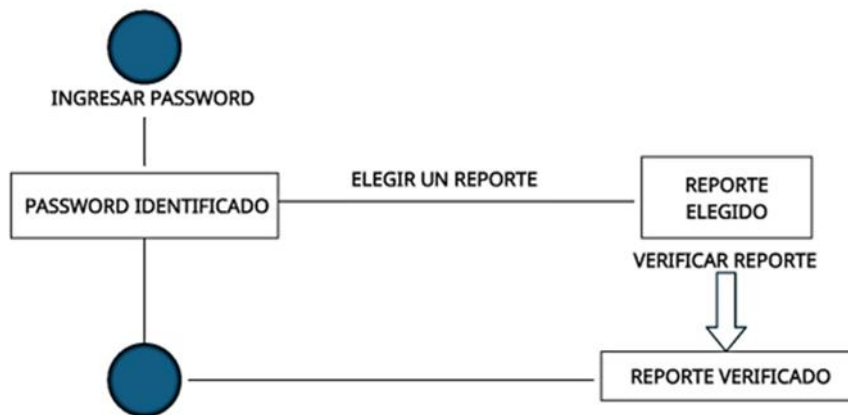 INGRESAR PASSWORD
PASSWORD IDENTIFICADO
ELEGIR UN REPORTE
REPORTE
ELEGIDO
VERIFICAR REPORTE
REPORTE VERIFICADO